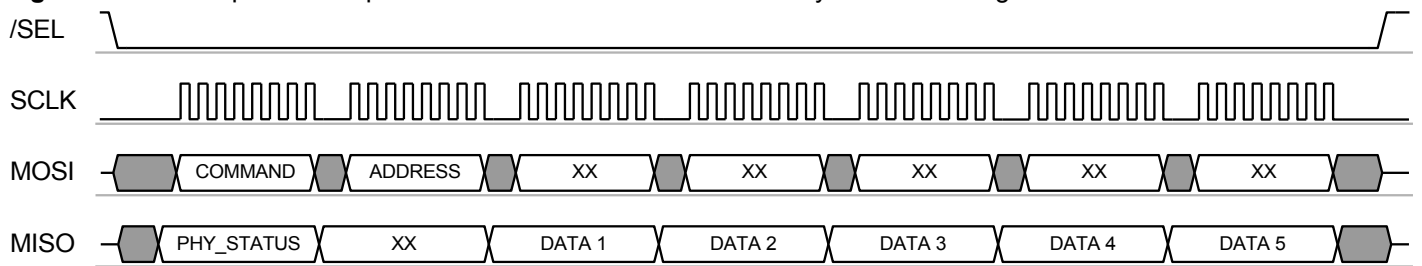 /SEL
SCLK
MOSI COMMAND ADDRESS XX XX XX XX XX
MISO PHY_STATUS XX DATA 1 DATA 2 DATA 3 DATA 4 DATA 5